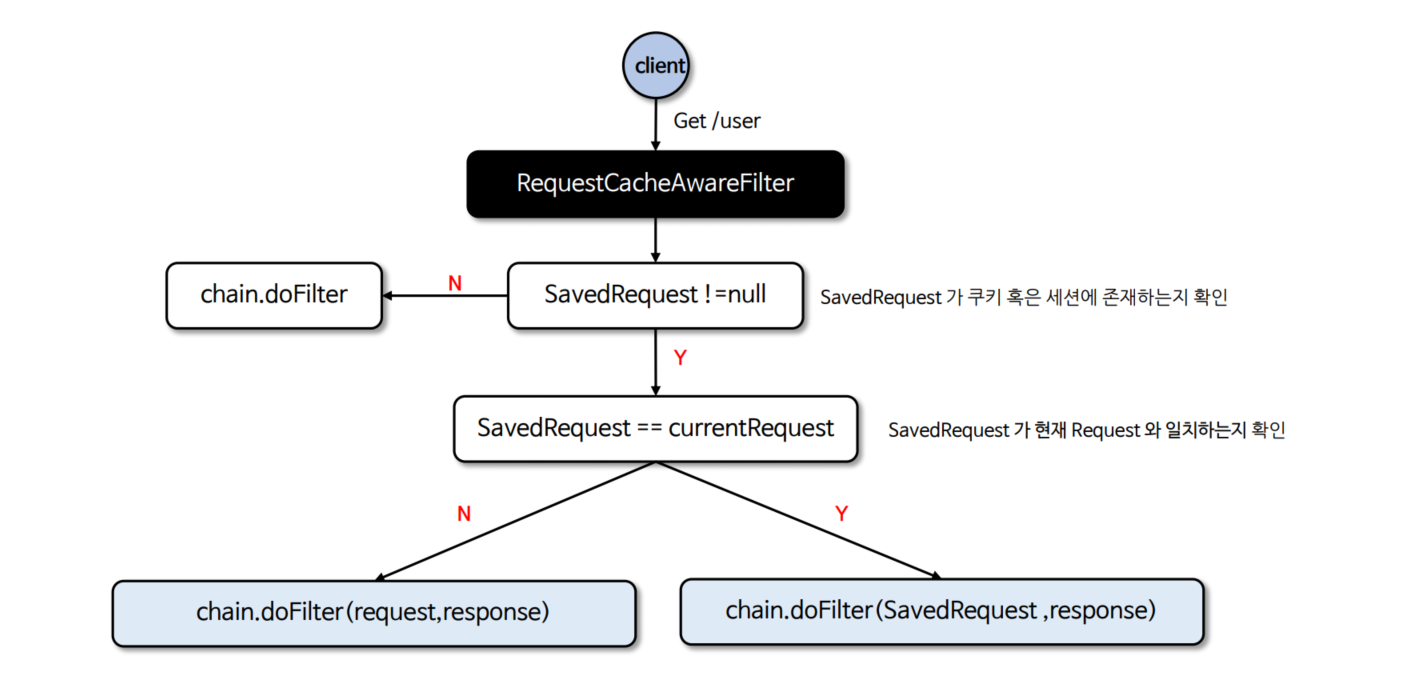 client
Get /user
RequestCacheAwareFilter
chain.doFilter
N
SavedRequest !=null
SavedRequest 가 쿠키 혹은 세션에 존재하는지 확인
Y
SavedRequest == currentRequest
SavedRequest 가 현재 Request 와 일치하는지 확인
N
Y
chain.doFilter(request,response)
chain.doFilter(SavedRequest ,response)